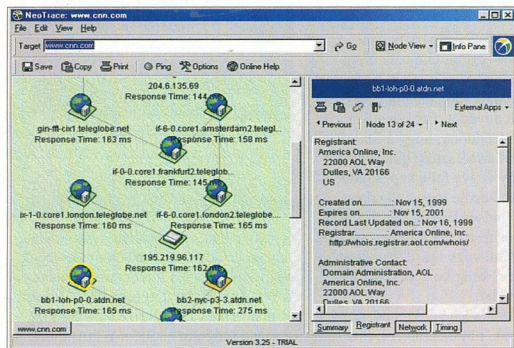 NeoTrace: www.cnn.com
File Edit View Help
Target www.cnn.com Go Node View Info Pane
Save Copy Print Ping Options Online Help
204.6.135.69
Response Time: 144 ms
gin-ffl-cir1.teleglobe.net
Response Time: 163 ms
if-6-0.core1.amsterdam2.telegl...
Response Time: 158 ms
if-0-0.core1.frankfurt2.telegl​ob...
Response Time: 145 ms
ix-1-0.core1.london.teleglobe.net
Response Time: 160 ms
if-6-0.core1.london2.teleglobe....
Response Time: 165 ms
195.219.96.117
Response Time: 162 ms
bb1-loh-p0-0.atdn.net
Response Time: 165 ms
bb2-nyc-p3-3.atdn.net
Response Time: 275 ms
www.cnn.com
bb1-loh-p0-0.atdn.net
External Apps
Previous Node 13 of 24 Next
Registrant:
America Online, Inc.
22000 AOL Way
Dulles, VA 20166
US
Created on..............: Nov 15, 1999
Expires on..............: Nov 15, 2001
Record Last Updated on..: Nov 16, 1999
Registrar...............: America Online, Inc.
http://whois.registrar.aol.com/whois/
Administrative Contact:
Domain Administration, AOL
America Online, Inc.
22000 AOL Way
Dulles, VA 20166
Summary Registrant Network Timing
Version 3.25 - TRIAL